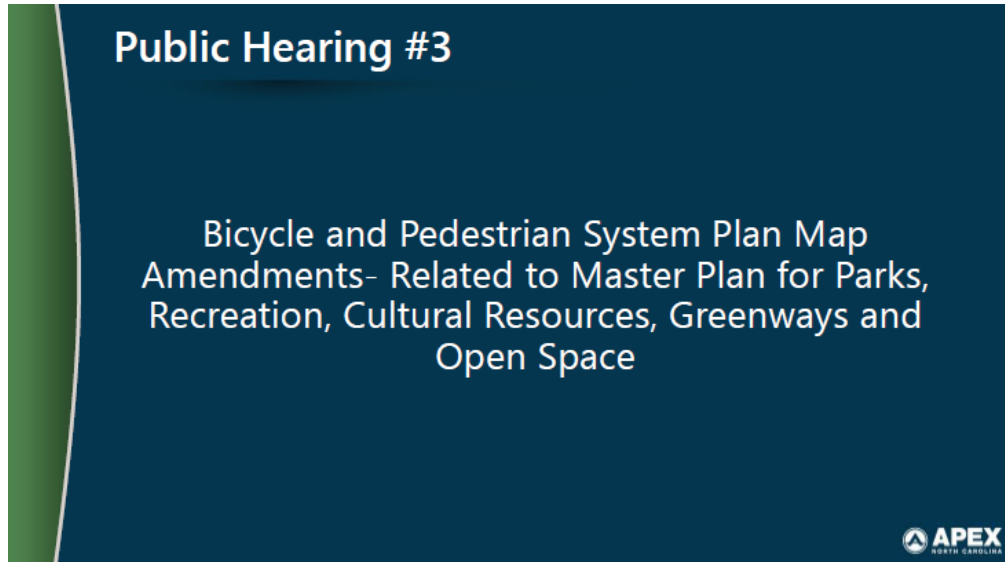 Public Hearing #3
Bicycle and Pedestrian System Plan Map
Amendments- Related to Master Plan for Parks,
Recreation, Cultural Resources, Greenways and
Open Space
APEX
NORTH CAROLINA